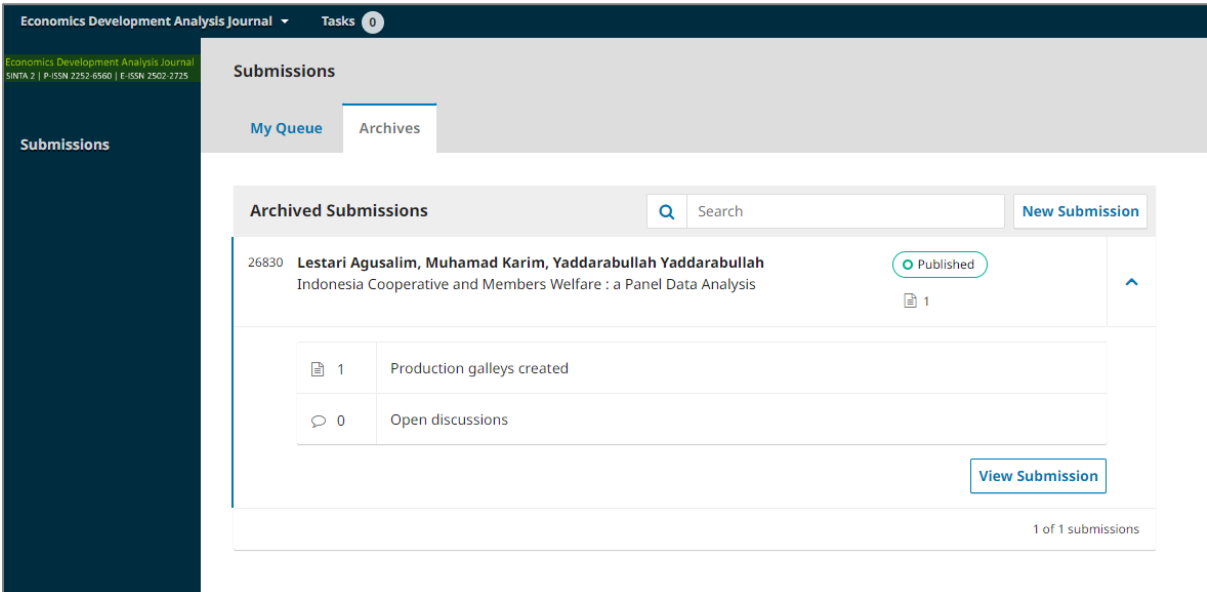 Economics Development Analysis Journal
Tasks 0
Economics Development Analysis Journal
SINTA 2 | P-ISSN 2252-6560 | E-ISSN 2502-2725
Submissions
Submissions
My Queue
Archives
Archived Submissions
Search
New Submission
26830
Lestari Agusalim, Muhamad Karim, Yaddarabullah Yaddarabullah
Indonesia Cooperative and Members Welfare : a Panel Data Analysis
Published
1
1 Production galleys created
0 Open discussions
View Submission
1 of 1 submissions